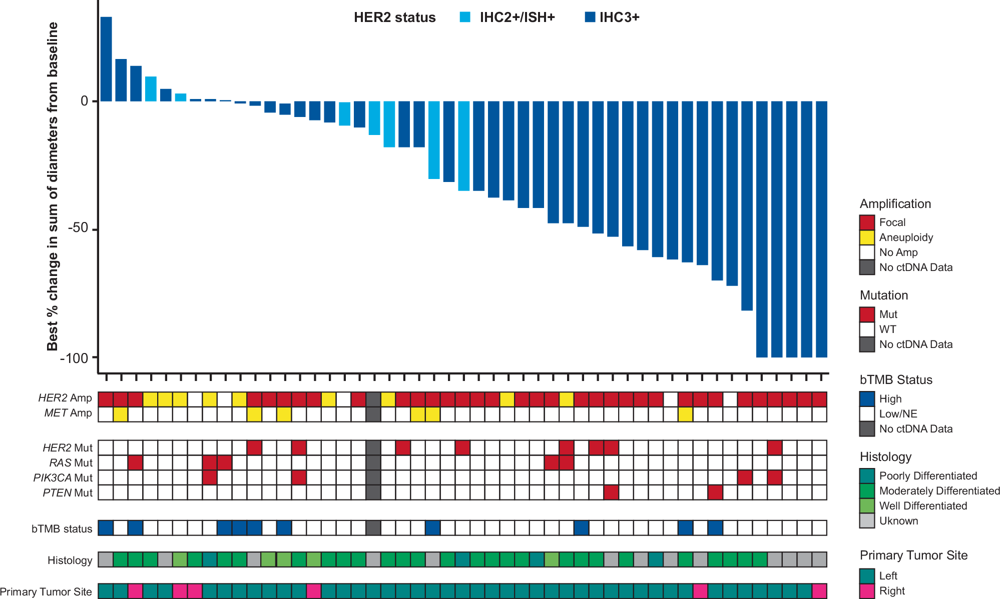 HER2 status IHC2+/ISH+ IHC3+
Best % change in sum of diameters from baseline
0
-50
-100
HER2 Amp
MET Amp
HER2 Mut
RAS Mut
PIK3CA Mut
PTEN Mut
bTMB status
Histology
Primary Tumor Site
Amplification
Focal
Aneuploidy
No Amp
No ctDNA Data
Mutation
Mut
WT
No ctDNA Data
bTMB Status
High
Low/NE
No ctDNA Data
Histology
Poorly Differentiated
Moderately Differentiated
Well Differentiated
Uknown
Primary Tumor Site
Left
Right